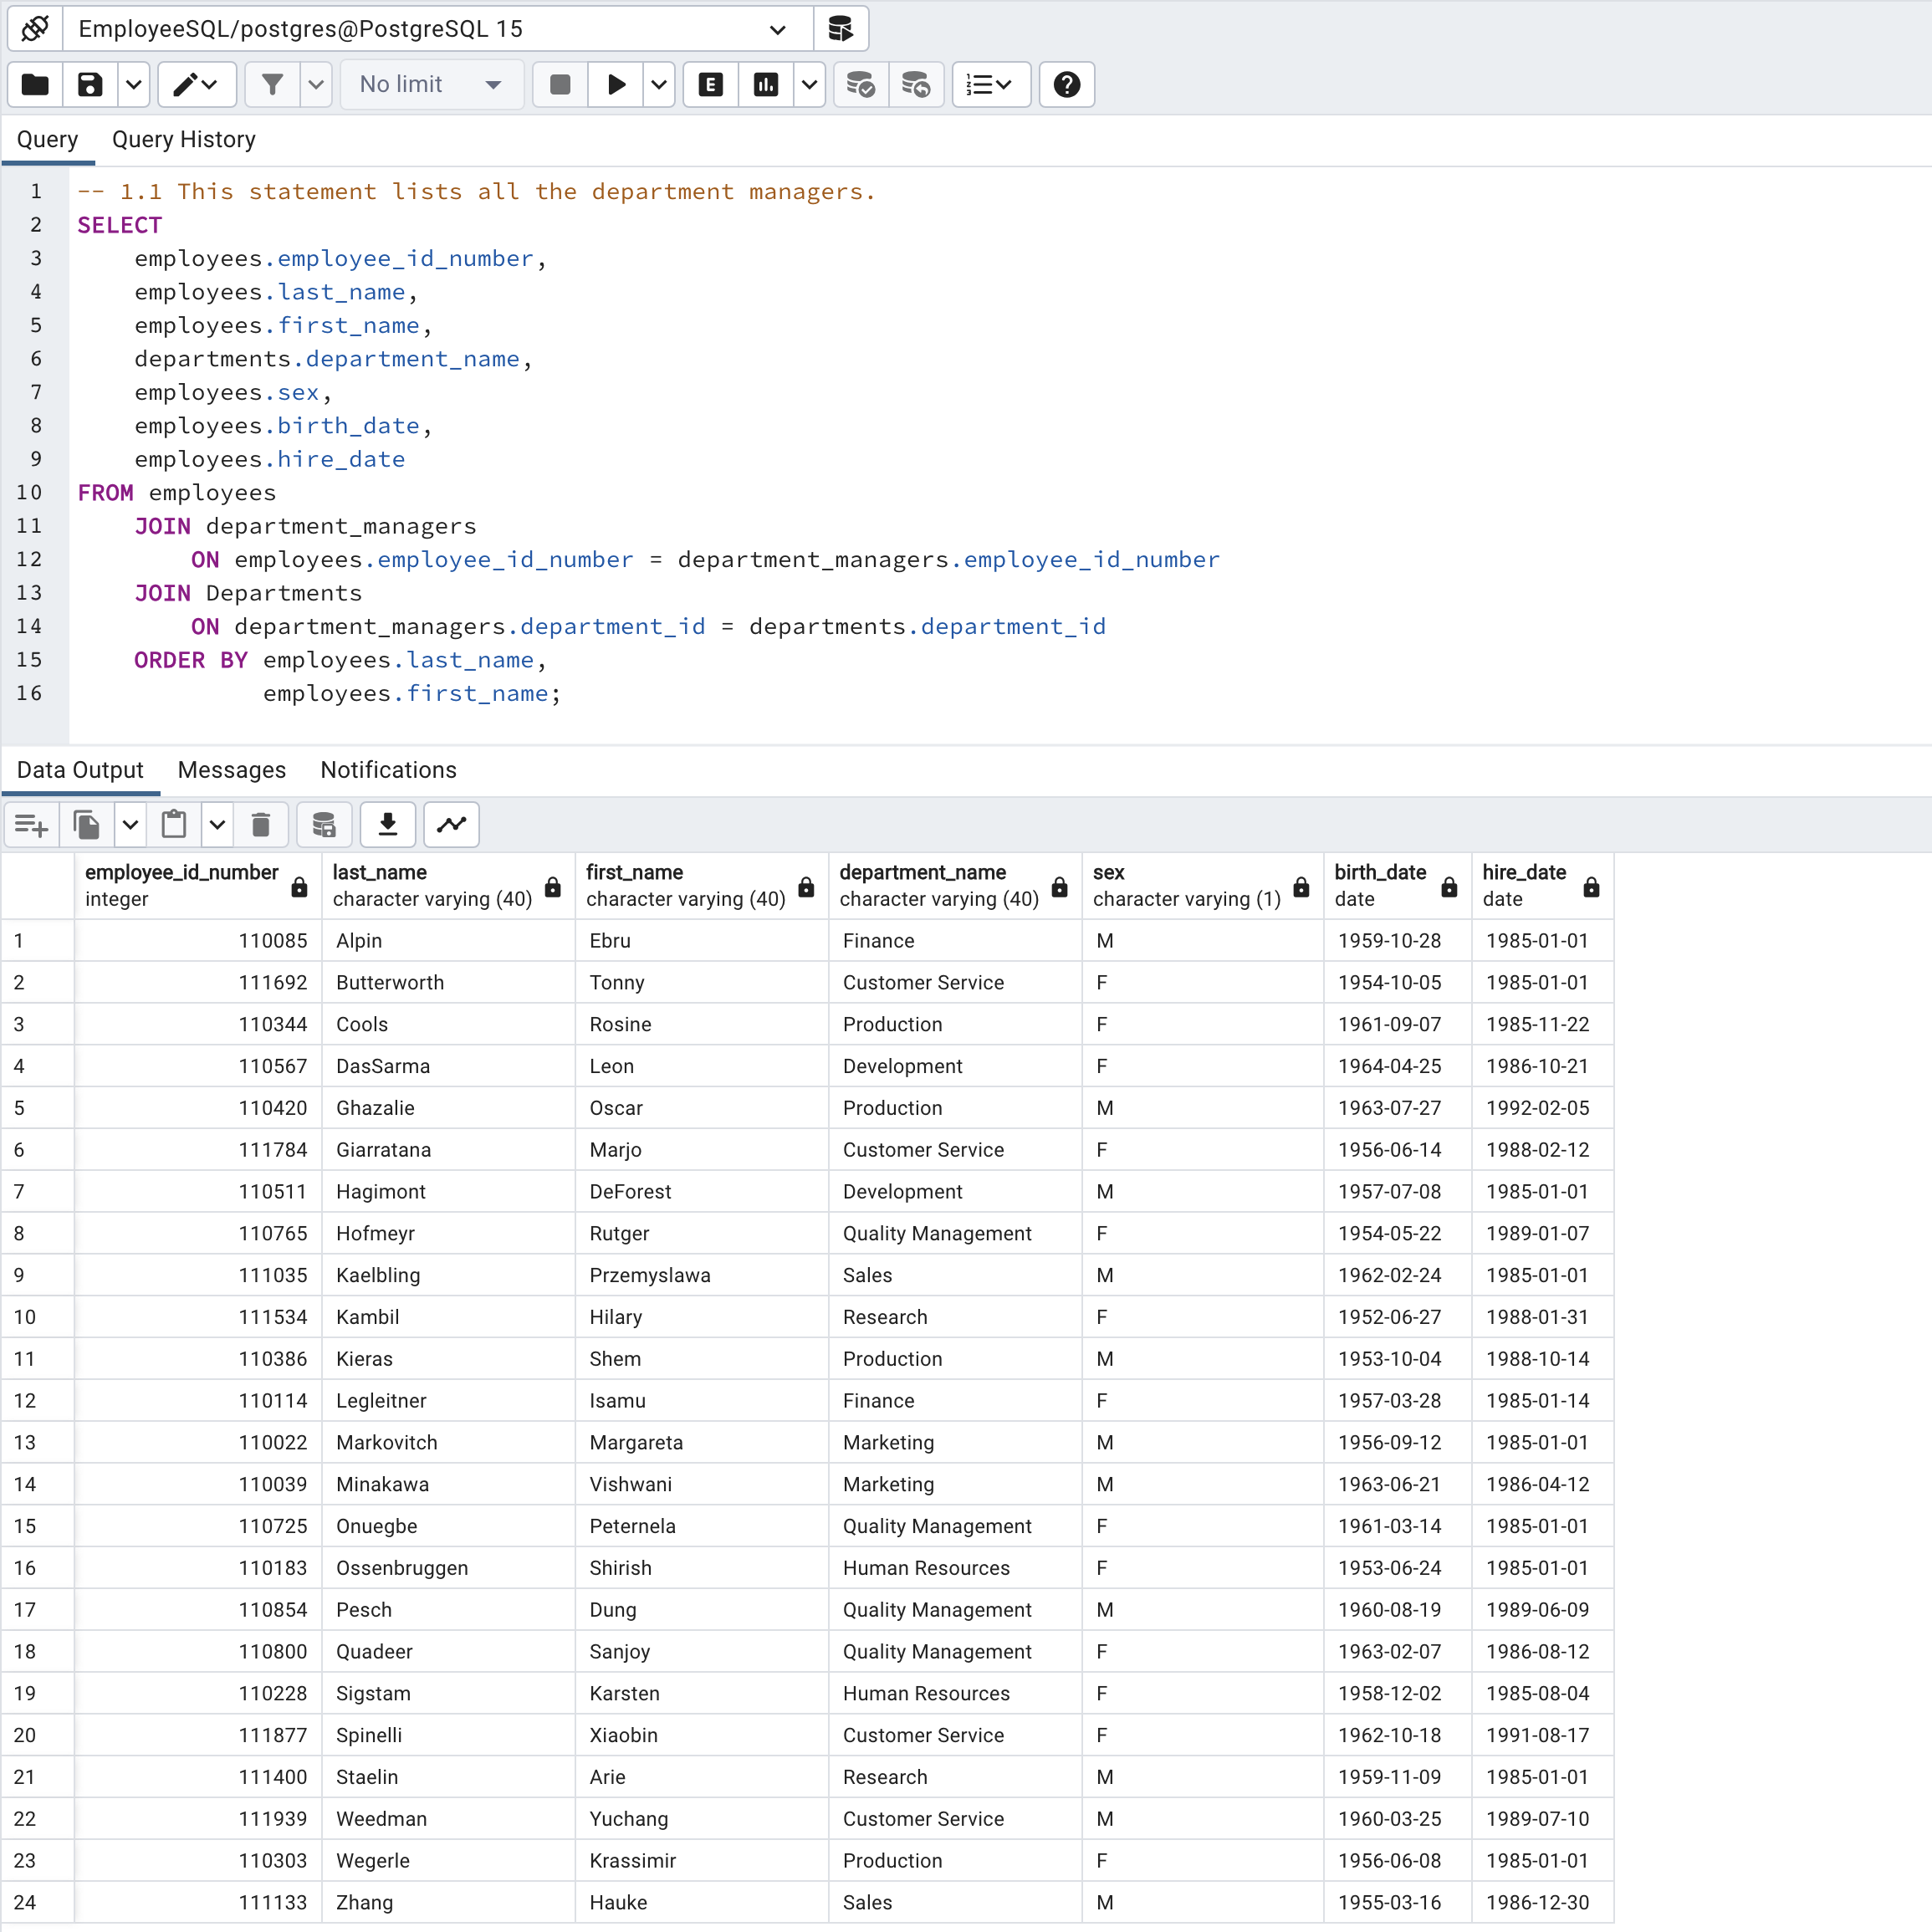 EmployeeSQL/postgres@PostgreSQL 15
No limit E
Query Query History
1 -- 1.1 This statement lists all the department managers.
2 SELECT
3 employees.employee_id_number,
4 employees.last_name,
5 employees.first_name,
6 departments.department_name,
7 employees.sex,
8 employees.birth_date,
9 employees.hire_date
10 FROM employees
11 JOIN department_managers
12 ON employees.employee_id_number = department_managers.employee_id_number
13 JOIN Departments
14 ON department_managers.department_id = departments.department_id
15 ORDER BY employees.last_name,
16 employees.first_name;
Data Output Messages Notifications
employee_id_number last_name first_name department_name sex birth_date hire_date
integer character varying (40) character varying (40) character varying (40) character varying (1) date date
1 110085 Alpin Ebru Finance M 1959-10-28 1985-01-01
2 111692 Butterworth Tonny Customer Service F 1954-10-05 1985-01-01
3 110344 Cools Rosine Production F 1961-09-07 1985-11-22
4 110567 DasSarma Leon Development F 1964-04-25 1986-10-21
5 110420 Ghazalie Oscar Production M 1963-07-27 1992-02-05
6 111784 Giarratana Marjo Customer Service F 1956-06-14 1988-02-12
7 110511 Hagimont DeForest Development M 1957-07-08 1985-01-01
8 110765 Hofmeyr Rutger Quality Management F 1954-05-22 1989-01-07
9 111035 Kaelbling Przemyslawa Sales M 1962-02-24 1985-01-01
10 111534 Kambil Hilary Research F 1952-06-27 1988-01-31
11 110386 Kieras Shem Production M 1953-10-04 1988-10-14
12 110114 Legleitner Isamu Finance F 1957-03-28 1985-01-14
13 110022 Markovitch Margareta Marketing M 1956-09-12 1985-01-01
14 110039 Minakawa Vishwani Marketing M 1963-06-21 1986-04-12
15 110725 Onuegbe Peternela Quality Management F 1961-03-14 1985-01-01
16 110183 Ossenbruggen Shirish Human Resources F 1953-06-24 1985-01-01
17 110854 Pesch Dung Quality Management M 1960-08-19 1989-06-09
18 110800 Quadeer Sanjoy Quality Management F 1963-02-07 1986-08-12
19 110228 Sigstam Karsten Human Resources F 1958-12-02 1985-08-04
20 111877 Spinelli Xiaobin Customer Service F 1962-10-18 1991-08-17
21 111400 Staelin Arie Research M 1959-11-09 1985-01-01
22 111939 Weedman Yuchang Customer Service M 1960-03-25 1989-07-10
23 110303 Wegerle Krassimir Production F 1956-06-08 1985-01-01
24 111133 Zhang Hauke Sales M 1955-03-16 1986-12-30